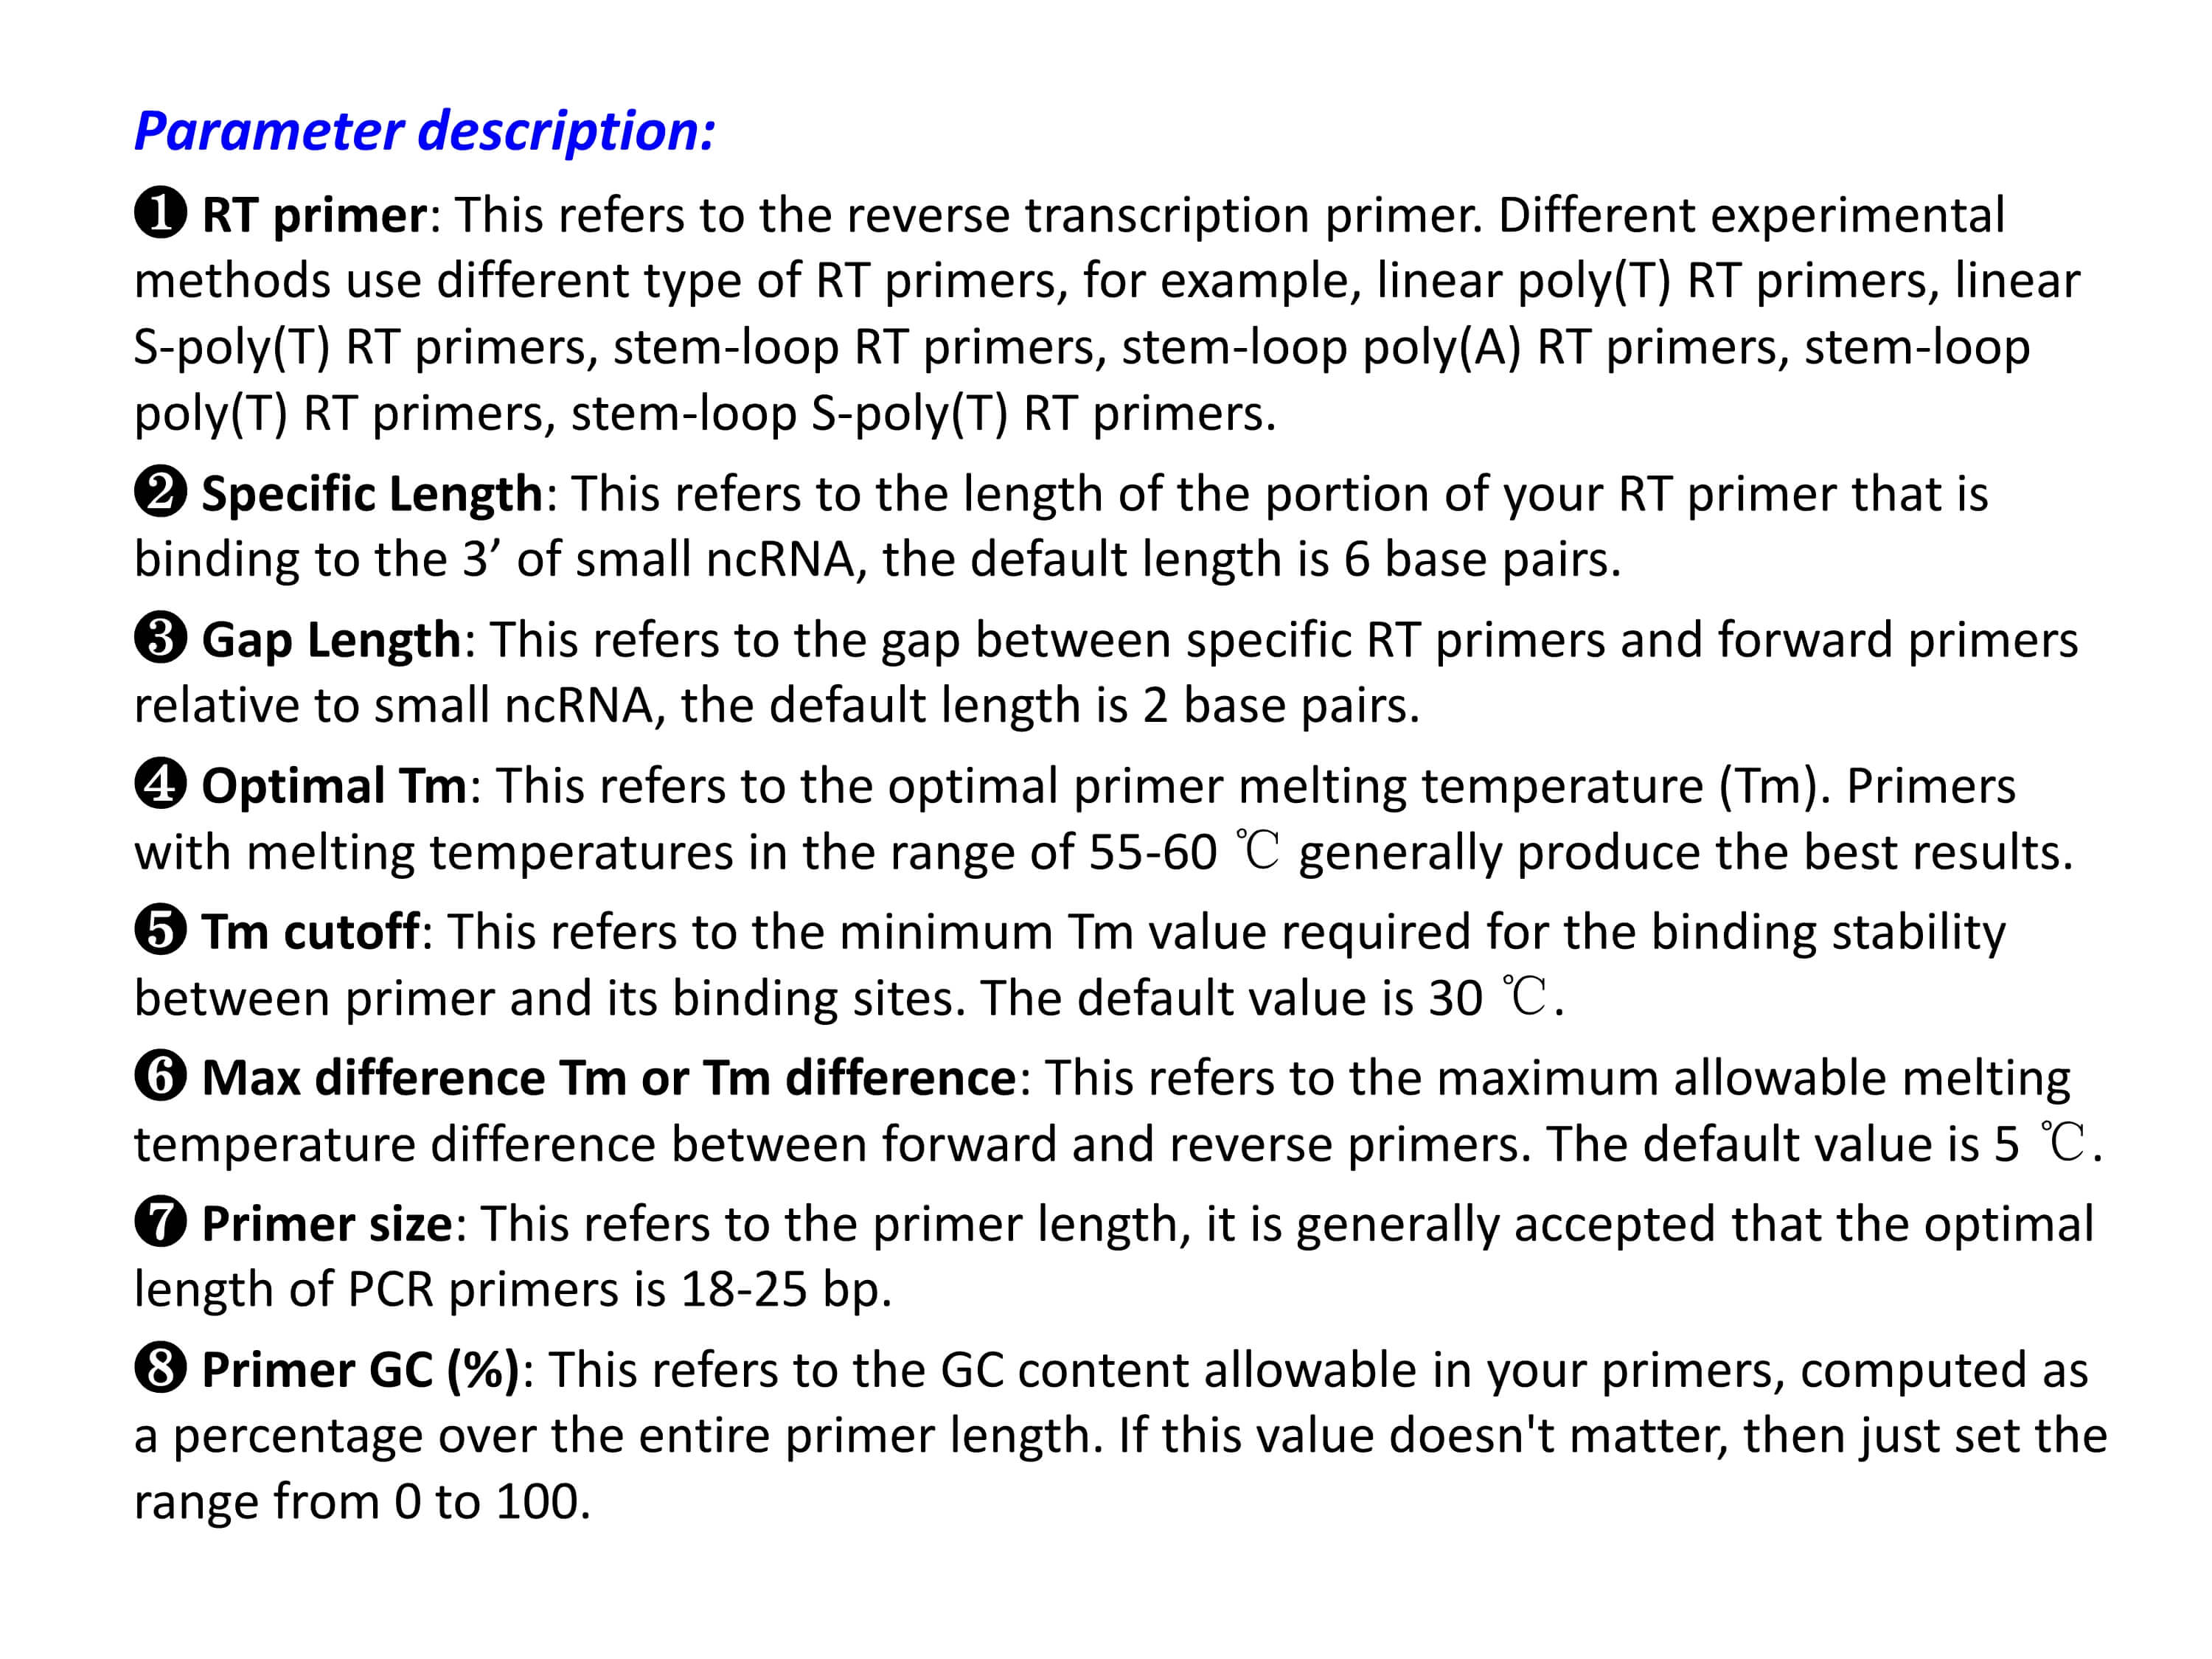 Parameter description:
❶ RT primer: This refers to the reverse transcription primer. Different experimental
methods use different type of RT primers, for example, linear poly(T) RT primers, linear
S-poly(T) RT primers, stem-loop RT primers, stem-loop poly(A) RT primers, stem-loop
poly(T) RT primers, stem-loop S-poly(T) RT primers.
❷ Specific Length: This refers to the length of the portion of your RT primer that is
binding to the 3’ of small ncRNA, the default length is 6 base pairs.
❸ Gap Length: This refers to the gap between specific RT primers and forward primers
relative to small ncRNA, the default length is 2 base pairs.
❹ Optimal Tm: This refers to the optimal primer melting temperature (Tm). Primers
with melting temperatures in the range of 55-60 ℃ generally produce the best results.
❺ Tm cutoff: This refers to the minimum Tm value required for the binding stability
between primer and its binding sites. The default value is 30 ℃.
❻ Max difference Tm or Tm difference: This refers to the maximum allowable melting
temperature difference between forward and reverse primers. The default value is 5 ℃.
❼ Primer size: This refers to the primer length, it is generally accepted that the optimal
length of PCR primers is 18-25 bp.
❽ Primer GC (%): This refers to the GC content allowable in your primers, computed as
a percentage over the entire primer length. If this value doesn't matter, then just set the
range from 0 to 100.